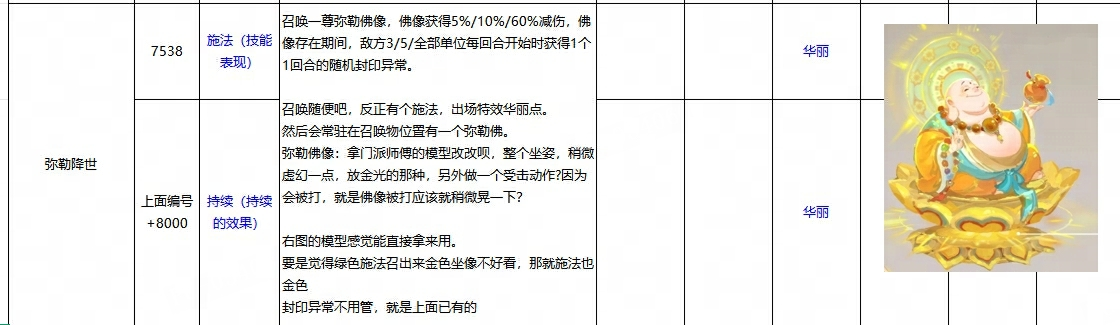 弥勒降世
7538
施法（技能
表现）
召唤一尊弥勒佛像，佛像获得5%/10%/60%减伤，佛
像存在期间，敌方3/5/全部单位每回合开始时获得1个
1回合的随机封印异常。
华丽
上面编号
+8000
持续（持续
的效果）
召唤随便吧，反正有个施法，出场特效华丽点。
然后会常驻在召唤物位置有一个弥勒佛。
弥勒佛像：拿门派师傅的模型改改呗，整个坐姿，稍微
虚幻一点，放金光的那种，另外做一个受击动作?因为
会被打，就是佛像被打应该就稍微晃一下?
右图的模型感觉能直接拿来用。
要是觉得绿色施法召出来金色坐像不好看，那就施法也
金色
封印异常不用管，就是上面已有的
华丽